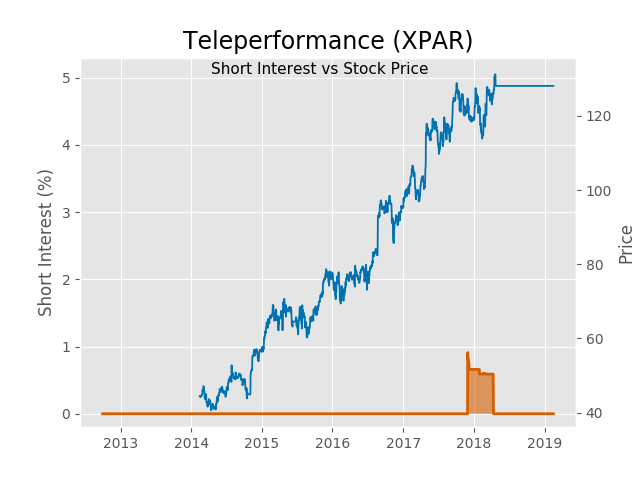 Teleperformance (XPAR)
Short Interest vs Stock Price
Short Interest (%)
5
4
3
2
1
0
120
100
80
60
40
Price
2013 2014 2015 2016 2017 2018 2019